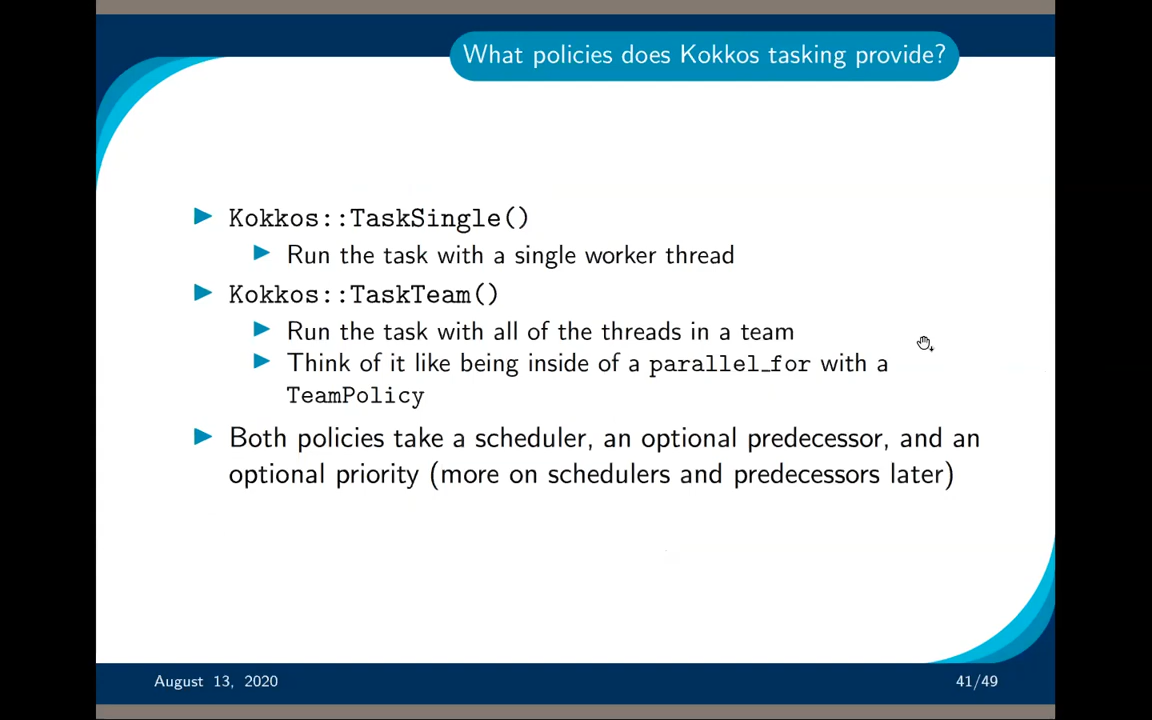 What policies does Kokkos tasking provide?
▶ Kokkos::TaskSingle()
▶ Run the task with a single worker thread
▶ Kokkos::TaskTeam()
▶ Run the task with all of the threads in a team
▶ Think of it like being inside of a parallel_for with a
TeamPolicy
▶ Both policies take a scheduler, an optional predecessor, and an
optional priority (more on schedulers and predecessors later)
August 13, 2020
41/49